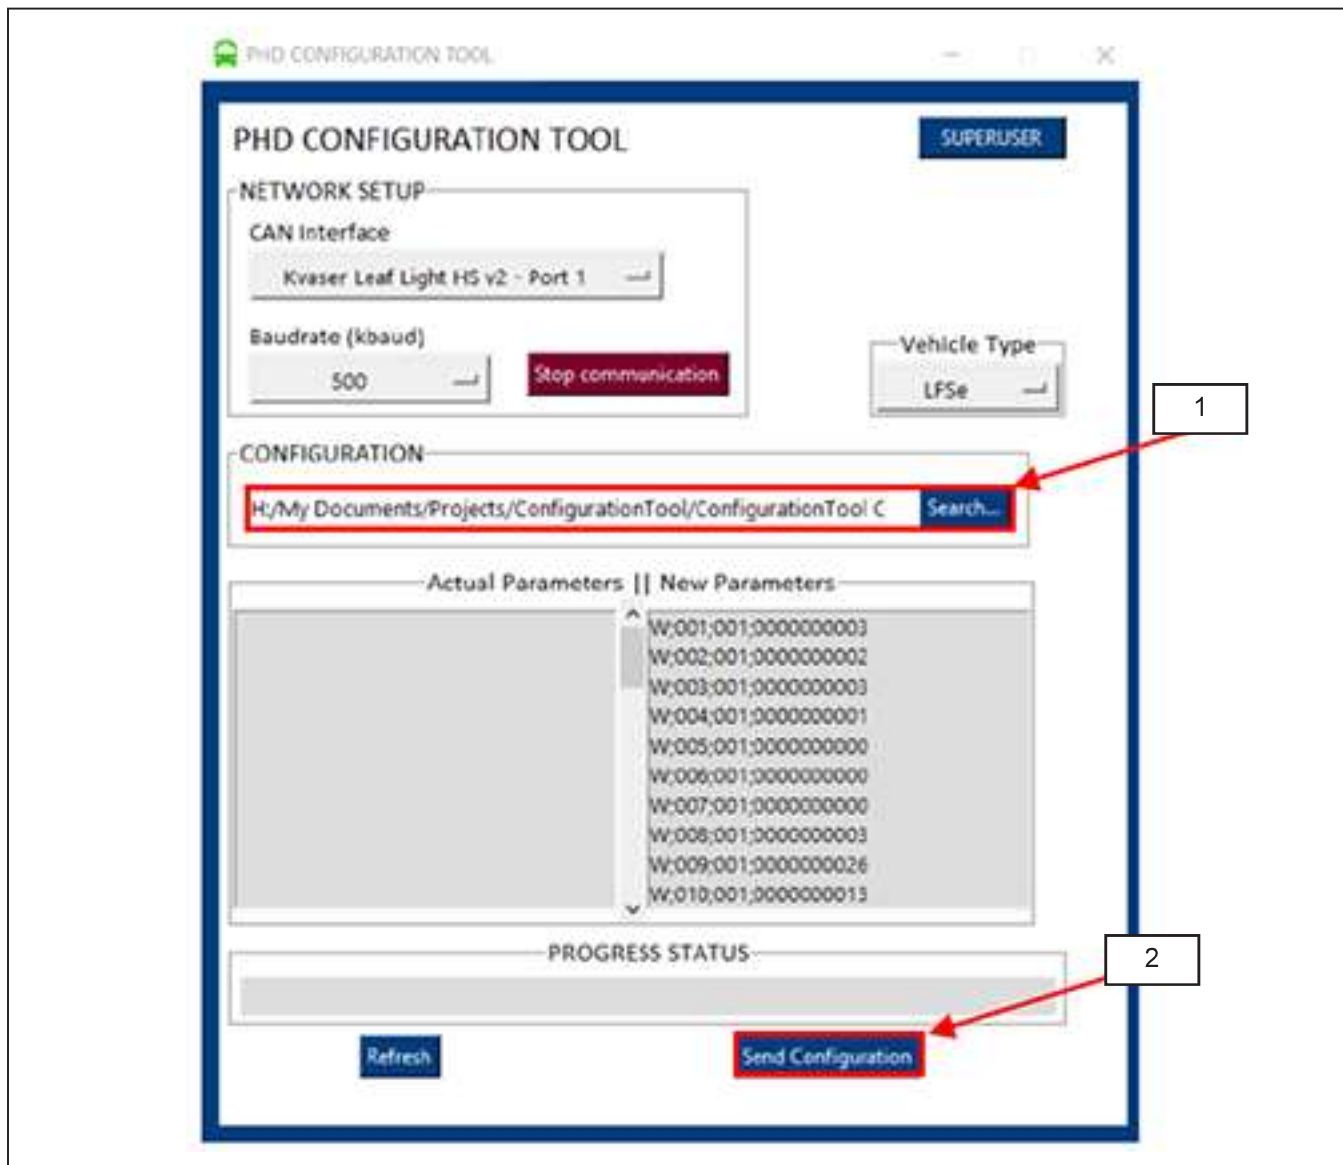 PHD CONFIGURATION TOOL
PHD CONFIGURATION TOOL
SUPERUSER
NETWORK SETUP
CAN Interface
Kvaser Leaf Light HS v2 - Port 1
Baudrate (kbaud)
500
Stop communication
Vehicle Type
LFSe
1
CONFIGURATION
H:/My Documents/Projects/ConfigurationTool/ConfigurationTool C
Search...
Actual Parameters || New Parameters
W;001;001;0000000003
W;002;001;0000000002
W;003;001;0000000003
W;004;001;0000000001
W;005;001;0000000000
W;006;001;0000000000
W;007;001;0000000000
W;008;001;0000000003
W;009;001;0000000026
W;010;001;0000000013
PROGRESS STATUS
2
Refresh
Send Configuration